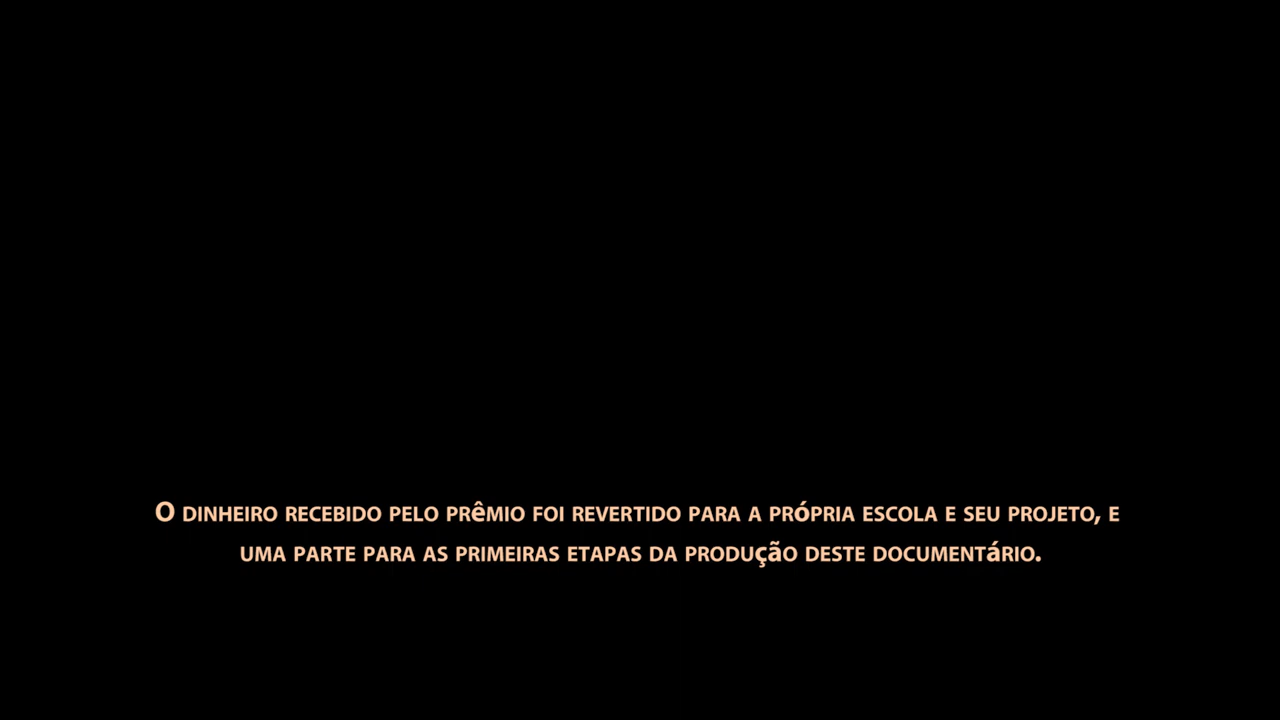 O DINHEIRO RECEBIDO PELO PRÊMIO FOI REVERTIDO PARA A PRÓPRIA ESCOLA E SEU PROJETO, E
UMA PARTE PARA AS PRIMEIRAS ETAPAS DA PRODUÇÃO DESTE DOCUMENTÁRIO.